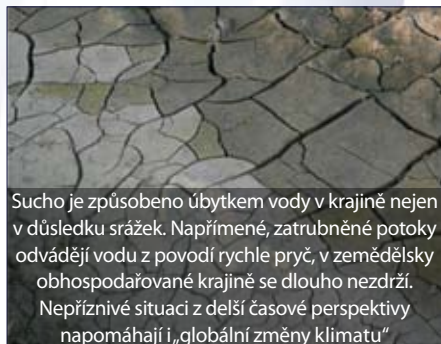 Sucho je způsobeno úbytkem vody v krajině nejen
v důsledku srážek. Napřímené, zatrubněné potoky
odvádějí vodu z povodí rychle pryč, v zemědělsky
obhospodařované krajině se dlouho nezdrží.
Nepříznivé situaci z delší časové perspektivy
napomáhají i „globální změny klimatu“